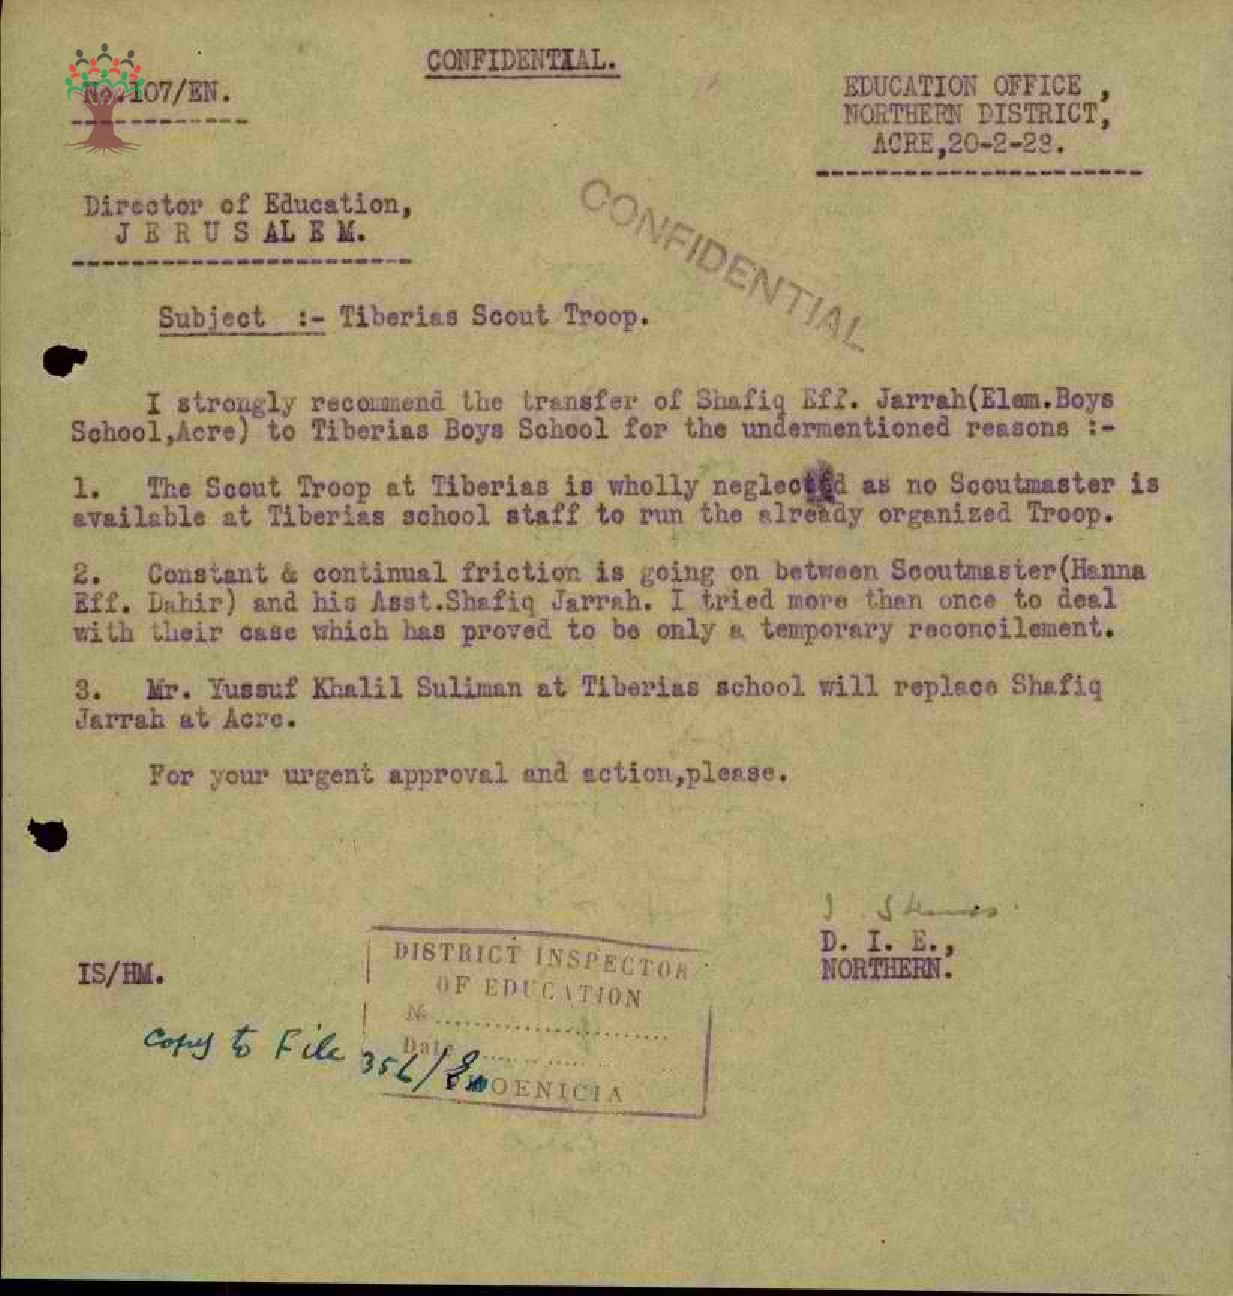 CONFIDENTIAL.
No.107/EN.
EDUCATION OFFICE ,
NORTHERN DISTRICT,
ACRE,20-2-23.
Director of Education,
J E R U S A L E M.
CONFIDENTIAL
Subject :- Tiberias Scout Troop.
I strongly recommend the transfer of Shafiq Eff. Jarrah(Elem.Boys
School,Acre) to Tiberias Boys School for the undermentioned reasons :-
1. The Scout Troop at Tiberias is wholly neglected as no Scoutmaster is
available at Tiberias school staff to run the already organized Troop.
2. Constant & continual friction is going on between Scoutmaster(Hanna
Eff. Dahir) and his Asst.Shafiq Jarrah. I tried more than once to deal
with their case which has proved to be only a temporary reconcilement.
3. Mr. Yussuf Khalil Suliman at Tiberias school will replace Shafiq
Jarrah at Acre.
For your urgent approval and action,please.
D. I. E.,
NORTHERN.
IS/HM.
DISTRICT INSPECTOR
OF EDUCATION
No
Date
PHOENICIA
Copy to File